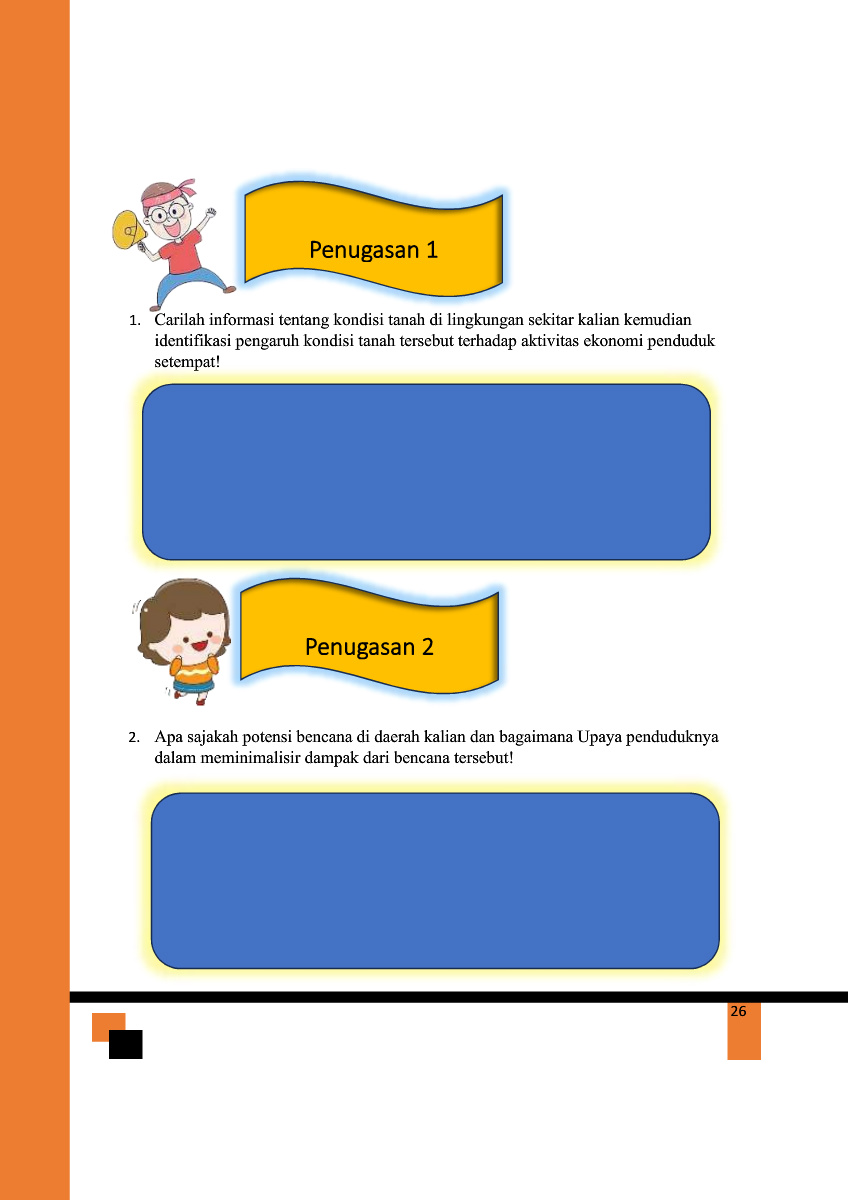 Penugasan 1
1. Carilah informasi tentang kondisi tanah di lingkungan sekitar kalian kemudian
identifikasi pengaruh kondisi tanah tersebut terhadap aktivitas ekonomi penduduk
setempat!
Penugasan 2
2. Apa sajakah potensi bencana di daerah kalian dan bagaimana Upaya penduduknya
dalam meminimalisir dampak dari bencana tersebut!
26